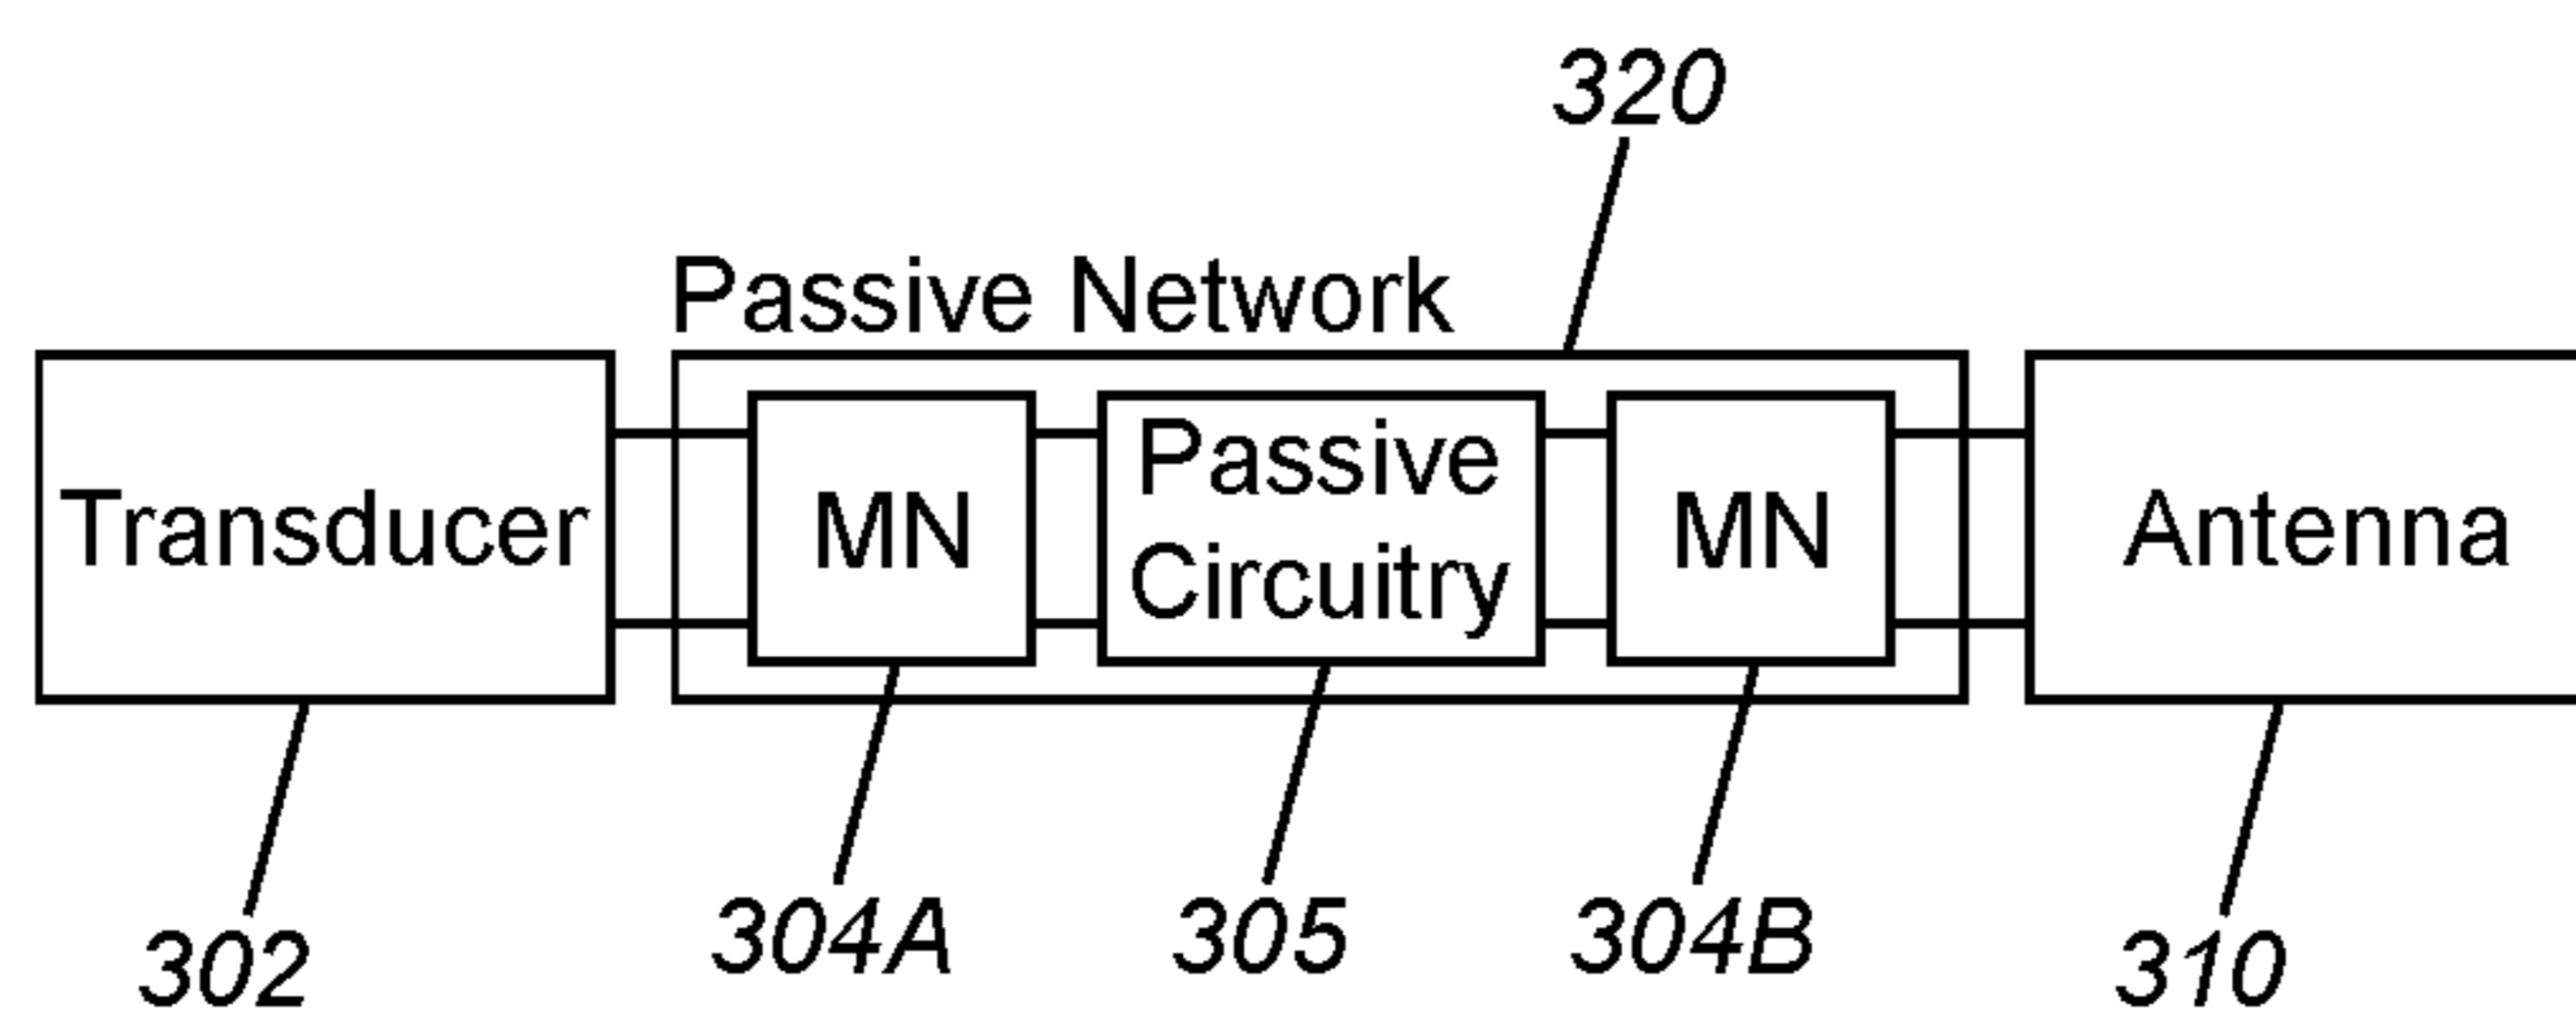 320
Passive Network
Transducer
MN
Passive
Circuitry
MN
Antenna
302
304A
305
304B
310